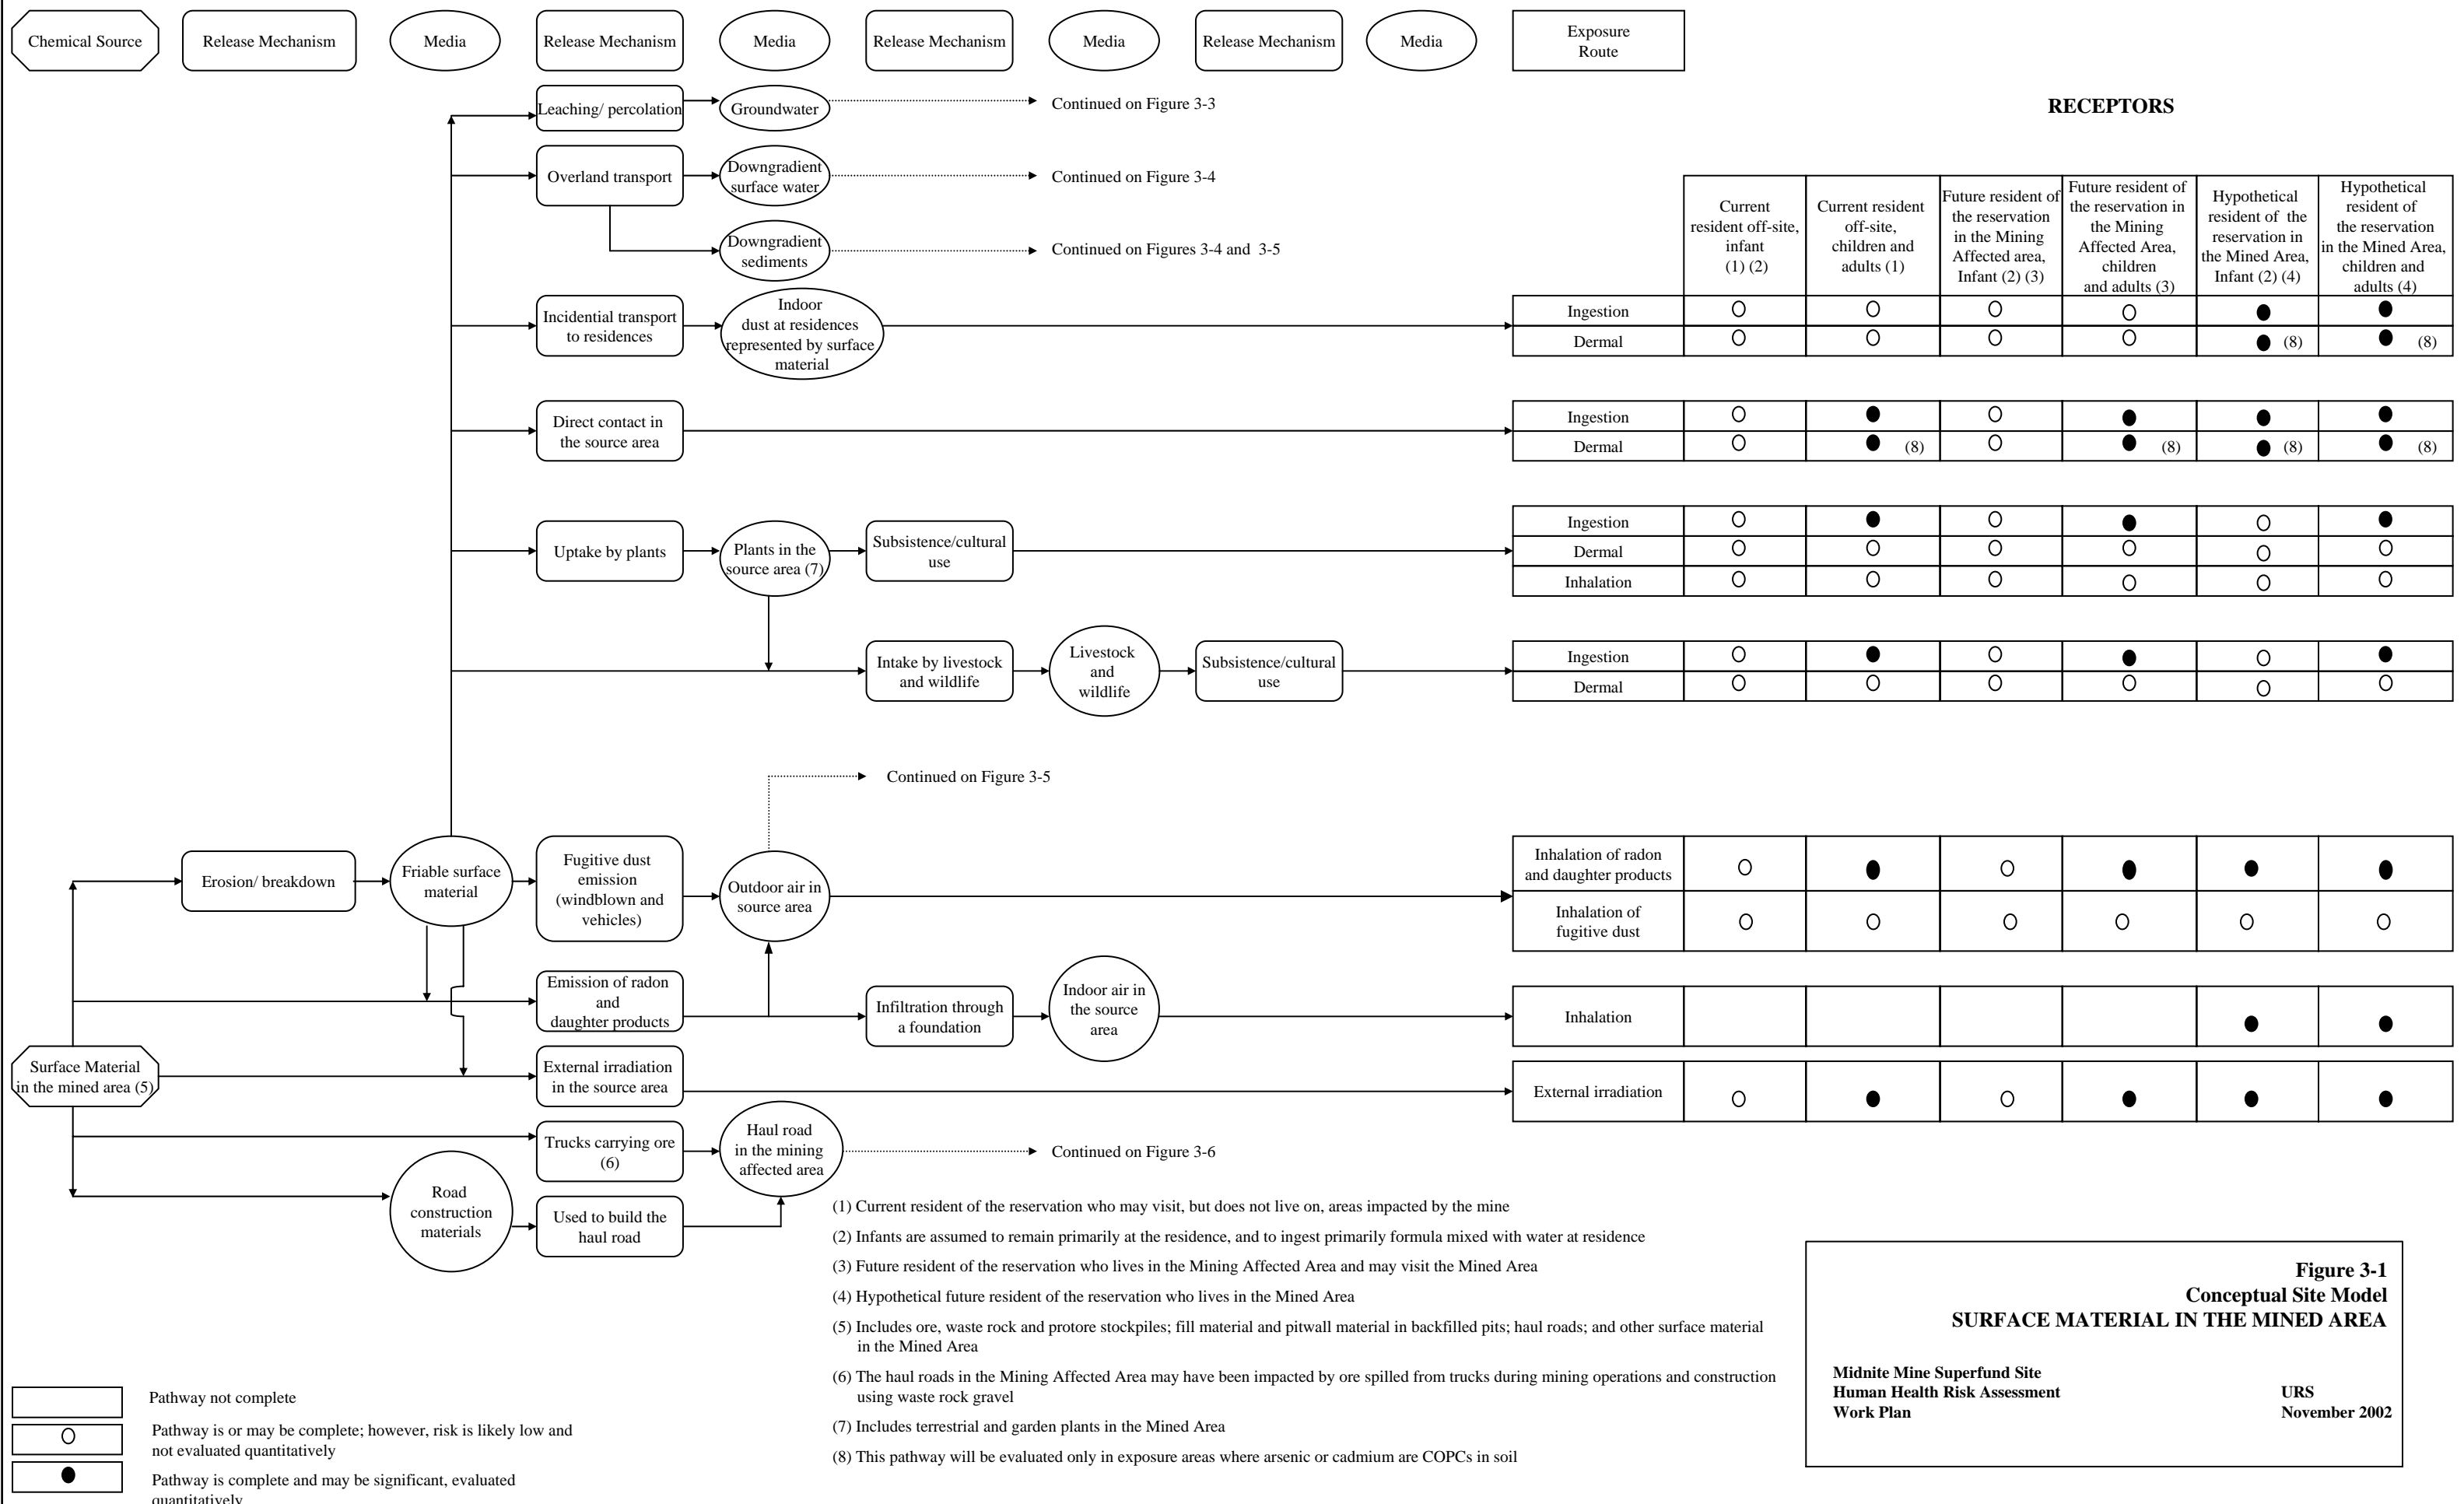 Chemical Source
Release Mechanism
Media
Release Mechanism
Media
Release Mechanism
Media
Release Mechanism
Media
Exposure
Route
Leaching/ percolation
Groundwater
Continued on Figure 3-3
RECEPTORS
Overland transport
Downgradient
surface water
Continued on Figure 3-4
Downgradient
sediments
Continued on Figures 3-4 and 3-5
Current
resident off-site,
infant
(1) (2)
Current resident
off-site,
children and
adults (1)
Future resident of
the reservation
in the Mining
Affected area,
Infant (2) (3)
Future resident of
the reservation in
the Mining
Affected Area,
children
and adults (3)
Hypothetical
resident of the
reservation in
the Mined Area,
Infant (2) (4)
Hypothetical
resident of
the reservation
in the Mined Area,
children and
adults (4)
Incidential transport
to residences
Indoor
dust at residences
represented by surface
material
Ingestion
Dermal
(8)
(8)
Direct contact in
the source area
Ingestion
Dermal
(8)
(8)
(8)
(8)
Uptake by plants
Plants in the
source area (7)
Subsistence/cultural
use
Ingestion
Dermal
Inhalation
Intake by livestock
and wildlife
Livestock
and
wildlife
Subsistence/cultural
use
Ingestion
Dermal
Continued on Figure 3-5
Erosion/ breakdown
Friable surface
material
Fugitive dust
emission
(windblown and
vehicles)
Outdoor air in
source area
Inhalation of radon
and daughter products
Inhalation of
fugitive dust
Emission of radon
and
daughter products
Infiltration through
a foundation
Indoor air in
the source
area
Inhalation
Surface Material
in the mined area (5)
External irradiation
in the source area
External irradiation
Trucks carrying ore
(6)
Haul road
in the mining
affected area
Continued on Figure 3-6
Road
construction
materials
Used to build the
haul road
(1) Current resident of the reservation who may visit, but does not live on, areas impacted by the mine
(2) Infants are assumed to remain primarily at the residence, and to ingest primarily formula mixed with water at residence
(3) Future resident of the reservation who lives in the Mining Affected Area and may visit the Mined Area
(4) Hypothetical future resident of the reservation who lives in the Mined Area
(5) Includes ore, waste rock and protore stockpiles; fill material and pitwall material in backfilled pits; haul roads; and other surface material
in the Mined Area
(6) The haul roads in the Mining Affected Area may have been impacted by ore spilled from trucks during mining operations and construction
using waste rock gravel
(7) Includes terrestrial and garden plants in the Mined Area
(8) This pathway will be evaluated only in exposure areas where arsenic or cadmium are COPCs in soil
Pathway not complete
Pathway is or may be complete; however, risk is likely low and
not evaluated quantitatively
Pathway is complete and may be significant, evaluated
quantitatively
Figure 3-1
Conceptual Site Model
SURFACE MATERIAL IN THE MINED AREA
Midnite Mine Superfund Site
Human Health Risk Assessment URS
Work Plan November 2002